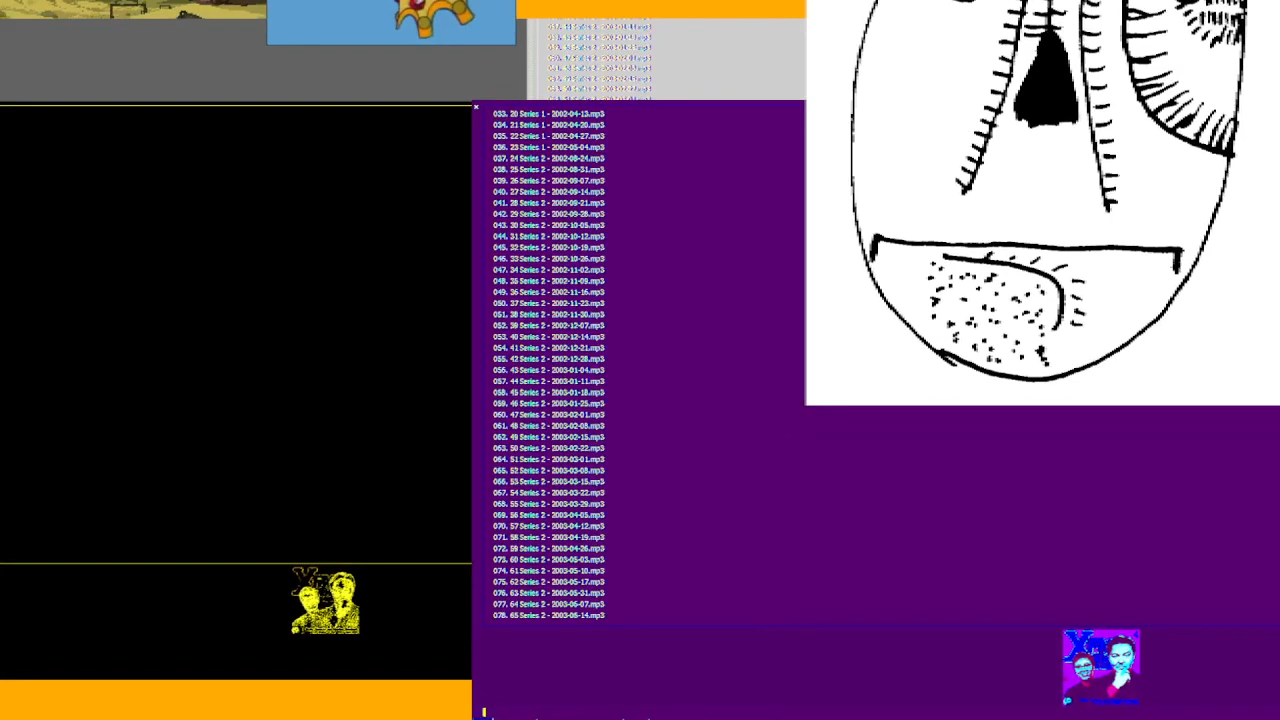 033. 20 Series 1 - 2002-04-13.mp3
034. 21 Series 1 - 2002-04-20.mp3
035. 22 Series 1 - 2002-04-27.mp3
036. 23 Series 1 - 2002-05-04.mp3
037. 24 Series 2 - 2002-08-24.mp3
038. 25 Series 2 - 2002-08-31.mp3
039. 26 Series 2 - 2002-09-07.mp3
040. 27 Series 2 - 2002-09-14.mp3
041. 28 Series 2 - 2002-09-21.mp3
042. 29 Series 2 - 2002-09-28.mp3
043. 30 Series 2 - 2002-10-05.mp3
044. 31 Series 2 - 2002-10-12.mp3
045. 32 Series 2 - 2002-10-19.mp3
046. 33 Series 2 - 2002-10-26.mp3
047. 34 Series 2 - 2002-11-02.mp3
048. 35 Series 2 - 2002-11-09.mp3
049. 36 Series 2 - 2002-11-16.mp3
050. 37 Series 2 - 2002-11-23.mp3
051. 38 Series 2 - 2002-11-30.mp3
052. 39 Series 2 - 2002-12-07.mp3
053. 40 Series 2 - 2002-12-14.mp3
054. 41 Series 2 - 2002-12-21.mp3
055. 42 Series 2 - 2002-12-28.mp3
056. 43 Series 2 - 2003-01-04.mp3
057. 44 Series 2 - 2003-01-11.mp3
058. 45 Series 2 - 2003-01-18.mp3
059. 46 Series 2 - 2003-01-25.mp3
060. 47 Series 2 - 2003-02-01.mp3
061. 48 Series 2 - 2003-02-08.mp3
062. 49 Series 2 - 2003-02-15.mp3
063. 50 Series 2 - 2003-02-22.mp3
064. 51 Series 2 - 2003-03-01.mp3
065. 52 Series 2 - 2003-03-08.mp3
066. 53 Series 2 - 2003-03-15.mp3
067. 54 Series 2 - 2003-03-22.mp3
068. 55 Series 2 - 2003-03-29.mp3
069. 56 Series 2 - 2003-04-05.mp3
070. 57 Series 2 - 2003-04-12.mp3
071. 58 Series 2 - 2003-04-19.mp3
072. 59 Series 2 - 2003-04-26.mp3
073. 60 Series 2 - 2003-05-03.mp3
074. 61 Series 2 - 2003-05-10.mp3
075. 62 Series 2 - 2003-05-17.mp3
076. 63 Series 2 - 2003-05-31.mp3
077. 64 Series 2 - 2003-06-07.mp3
078. 65 Series 2 - 2003-06-14.mp3